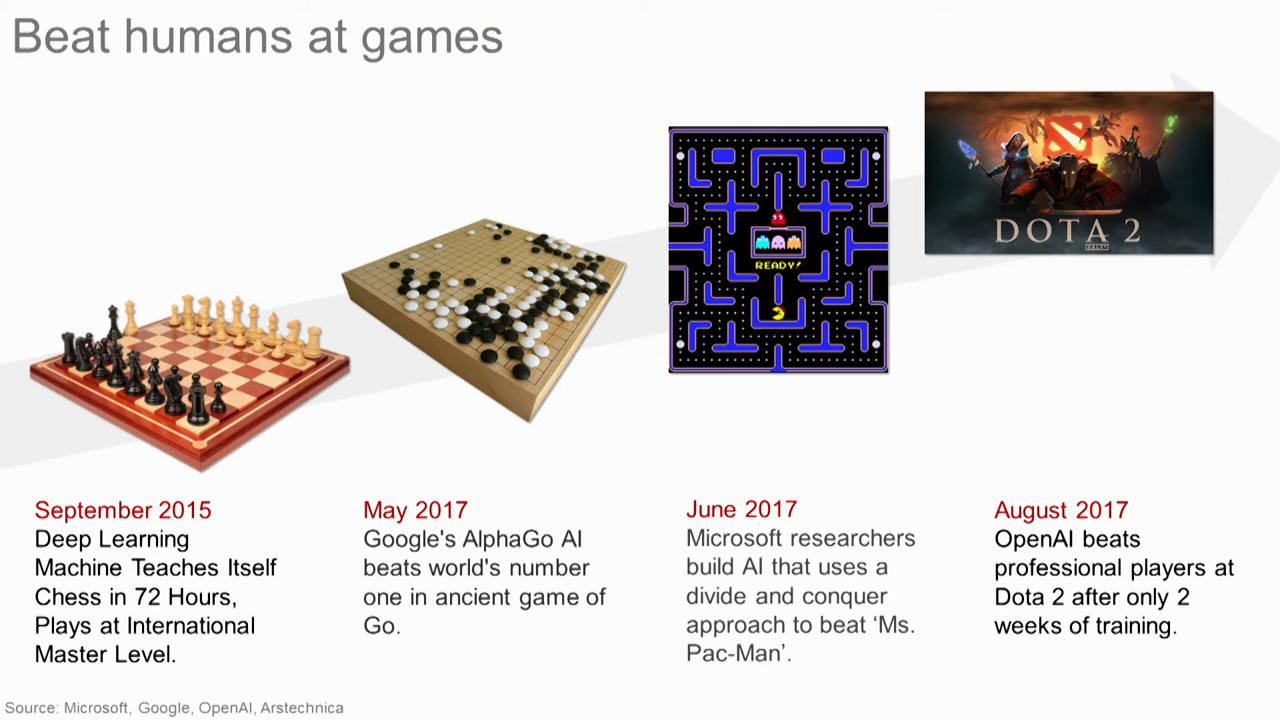 Beat humans at games
READY!
DOTA 2
September 2015
Deep Learning
Machine Teaches Itself
Chess in 72 Hours,
Plays at International
Master Level.
May 2017
Google's AlphaGo AI
beats world's number
one in ancient game of
Go.
June 2017
Microsoft researchers
build AI that uses a
divide and conquer
approach to beat ‘Ms.
Pac-Man’.
August 2017
OpenAI beats
professional players at
Dota 2 after only 2
weeks of training.
Source: Microsoft, Google, OpenAI, Arstechnica